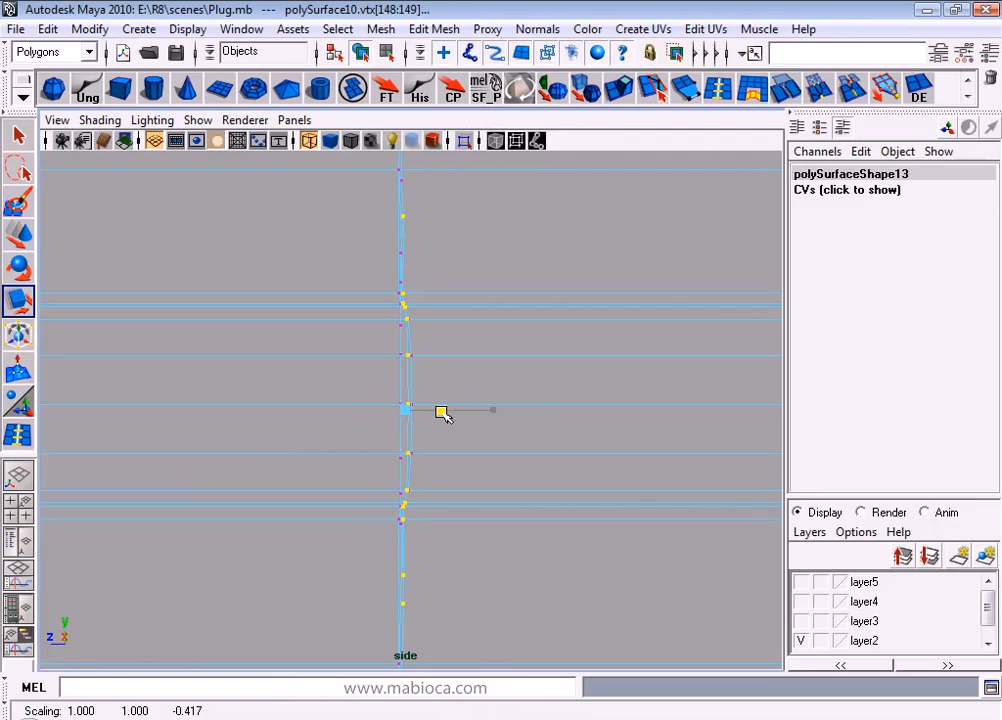 Autodesk Maya 2010: E:\R8\scenes\Plug.mb --- polySurface10.vtx[148:149]...
File Edit Modify Create Display Window Assets Select Mesh Edit Mesh Proxy Normals Color Create UVs Edit UVs Muscle Help
Polygons Objects
Ung FT His CP mel SF_P DE
View Shading Lighting Show Renderer Panels
Channels Edit Object Show
polySurfaceShape13
CVs (click to show)
Display Render Anim
Layers Options Help
layer5
layer4
layer3
V layer2
y
z x
side
<< >>
MEL www.mabioca.com
Scaling: 1.000 1.000 -0.417